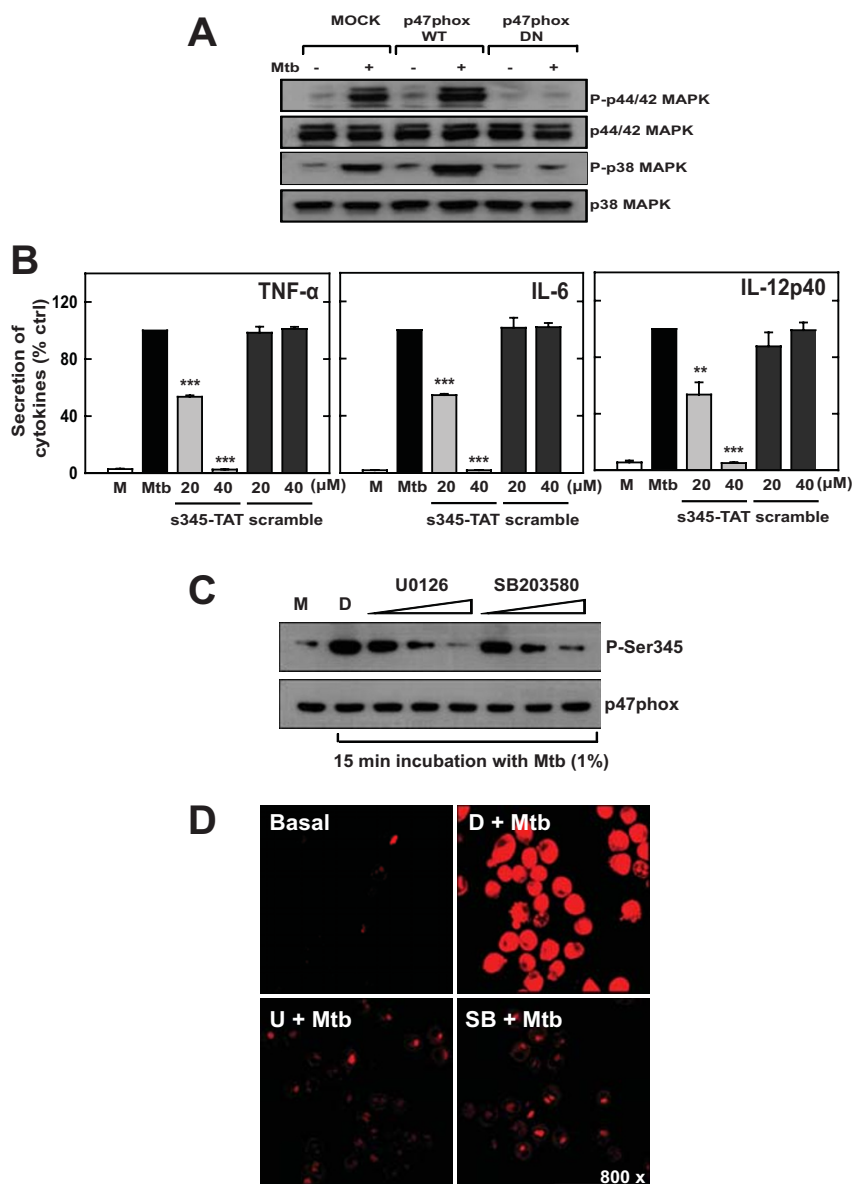 A
MOCK p47phox WT p47phox DN
Mtb - + - + - +
P-p44/42 MAPK
p44/42 MAPK
P-p38 MAPK
p38 MAPK
B
Secretion of cytokines (% ctrl)
120
80
40
0
TNF-α
M Mtb 20 40 20 40 (μM)
s345-TAT scramble
IL-6
M Mtb 20 40 20 40 (μM)
s345-TAT scramble
IL-12p40
M Mtb 20 40 20 40 (μM)
s345-TAT scramble
*** *** *** *** ** ***
C
U0126 SB203580
M D
P-Ser345
p47phox
15 min incubation with Mtb (1%)
D
Basal D + Mtb
U + Mtb SB + Mtb
800 x